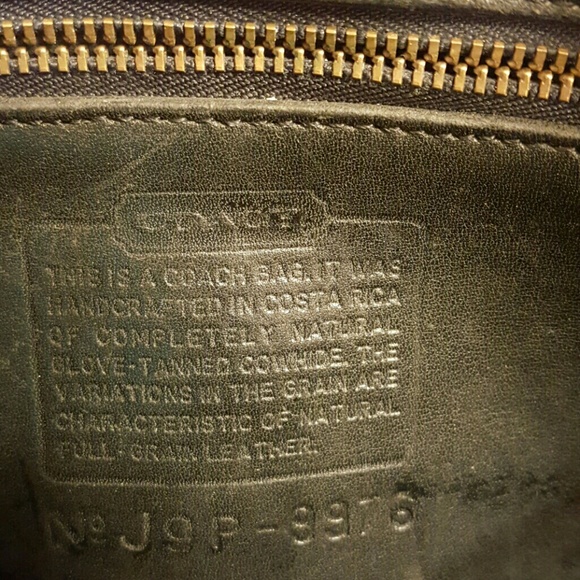 COACH
THIS IS A COACH BAG. IT WAS
HANDCRAFTED IN COSTA RICA
OF COMPLETELY NATURAL
GLOVE-TANNED COWHIDE. THE
VARIATIONS IN THE GRAIN ARE
CHARACTERISTIC OF NATURAL
FULL-GRAIN LEATHER.
No J9P-9976